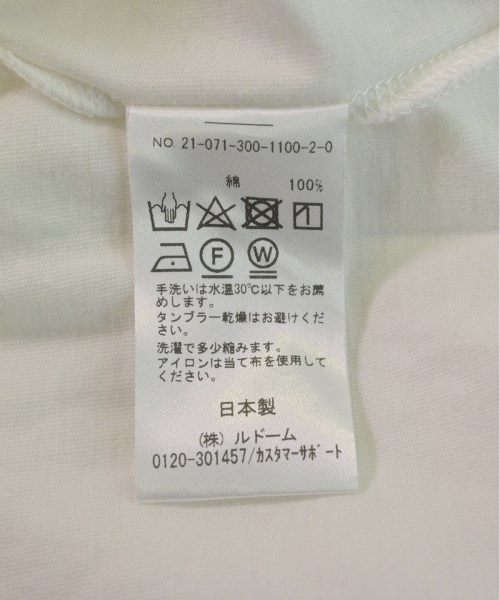 NO. 21-071-300-1100-2-0
綿 100%
F W
手洗いは水温30℃以下をお薦
めします。
タンブラー乾燥はお避けくだ
さい。
洗濯で多少縮みます。
アイロンは当て布を使用して
ください。
日本製
(株) ルドーム
0120-301457/カスタマーサポート